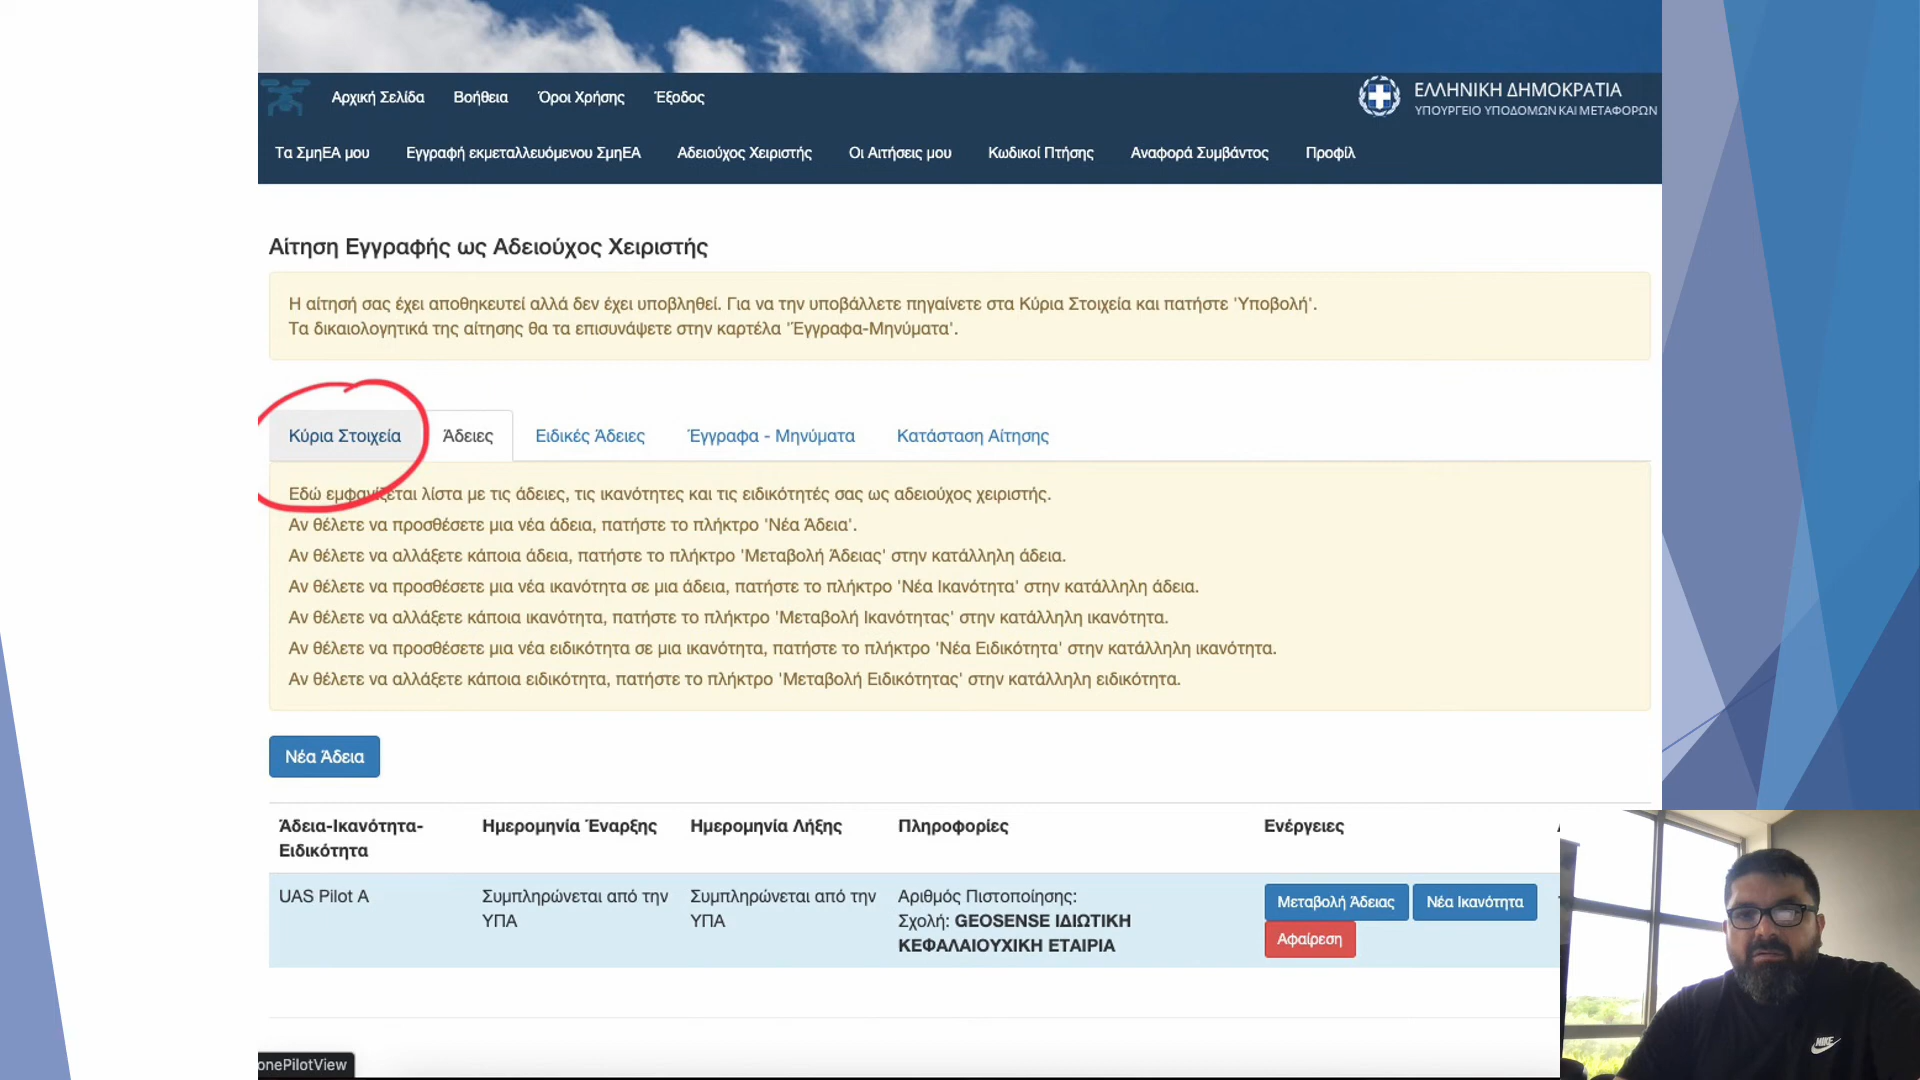 Αρχική Σελίδα Βοήθεια Όροι Χρήσης Έξοδος
ΕΛΛΗΝΙΚΗ ΔΗΜΟΚΡΑΤΙΑ
ΥΠΟΥΡΓΕΙΟ ΥΠΟΔΟΜΩΝ ΚΑΙ ΜΕΤΑΦΟΡΩΝ
Τα ΣμηΕΑ μου Εγγραφή εκμεταλλευόμενου ΣμηΕΑ Αδειούχος Χειριστής Οι Αιτήσεις μου Κωδικοί Πτήσης Αναφορά Συμβάντος Προφίλ
Αίτηση Εγγραφής ως Αδειούχος Χειριστής
Η αίτησή σας έχει αποθηκευτεί αλλά δεν έχει υποβληθεί. Για να την υποβάλλετε πηγαίνετε στα Κύρια Στοιχεία και πατήστε 'Υποβολή'.
Τα δικαιολογητικά της αίτησης θα τα επισυνάψετε στην καρτέλα 'Έγγραφα-Μηνύματα'.
Κύρια Στοιχεία Άδειες Ειδικές Άδειες Έγγραφα - Μηνύματα Κατάσταση Αίτησης
Εδώ εμφανίζεται λίστα με τις άδειες, τις ικανότητες και τις ειδικότητές σας ως αδειούχος χειριστής.
Αν θέλετε να προσθέσετε μια νέα άδεια, πατήστε το πλήκτρο 'Νέα Άδεια'.
Αν θέλετε να αλλάξετε κάποια άδεια, πατήστε το πλήκτρο 'Μεταβολή Άδειας' στην κατάλληλη άδεια.
Αν θέλετε να προσθέσετε μια νέα ικανότητα σε μια άδεια, πατήστε το πλήκτρο 'Νέα Ικανότητα' στην κατάλληλη άδεια.
Αν θέλετε να αλλάξετε κάποια ικανότητα, πατήστε το πλήκτρο 'Μεταβολή Ικανότητας' στην κατάλληλη ικανότητα.
Αν θέλετε να προσθέσετε μια νέα ειδικότητα σε μια ικανότητα, πατήστε το πλήκτρο 'Νέα Ειδικότητα' στην κατάλληλη ικανότητα.
Αν θέλετε να αλλάξετε κάποια ειδικότητα, πατήστε το πλήκτρο 'Μεταβολή Ειδικότητας' στην κατάλληλη ειδικότητα.
Νέα Άδεια
Άδεια-Ικανότητα- Ημερομηνία Έναρξης Ημερομηνία Λήξης Πληροφορίες Ενέργειες
Ειδικότητα
UAS Pilot A Συμπληρώνεται από την Συμπληρώνεται από την Αριθμός Πιστοποίησης: Μεταβολή Άδειας Νέα Ικανότητα
ΥΠΑ ΥΠΑ Σχολή: GEOSENSE ΙΔΙΩΤΙΚΗ
ΚΕΦΑΛΑΙΟΥΧΙΚΗ ΕΤΑΙΡΙΑ Αφαίρεση
onePilotView
NIKE